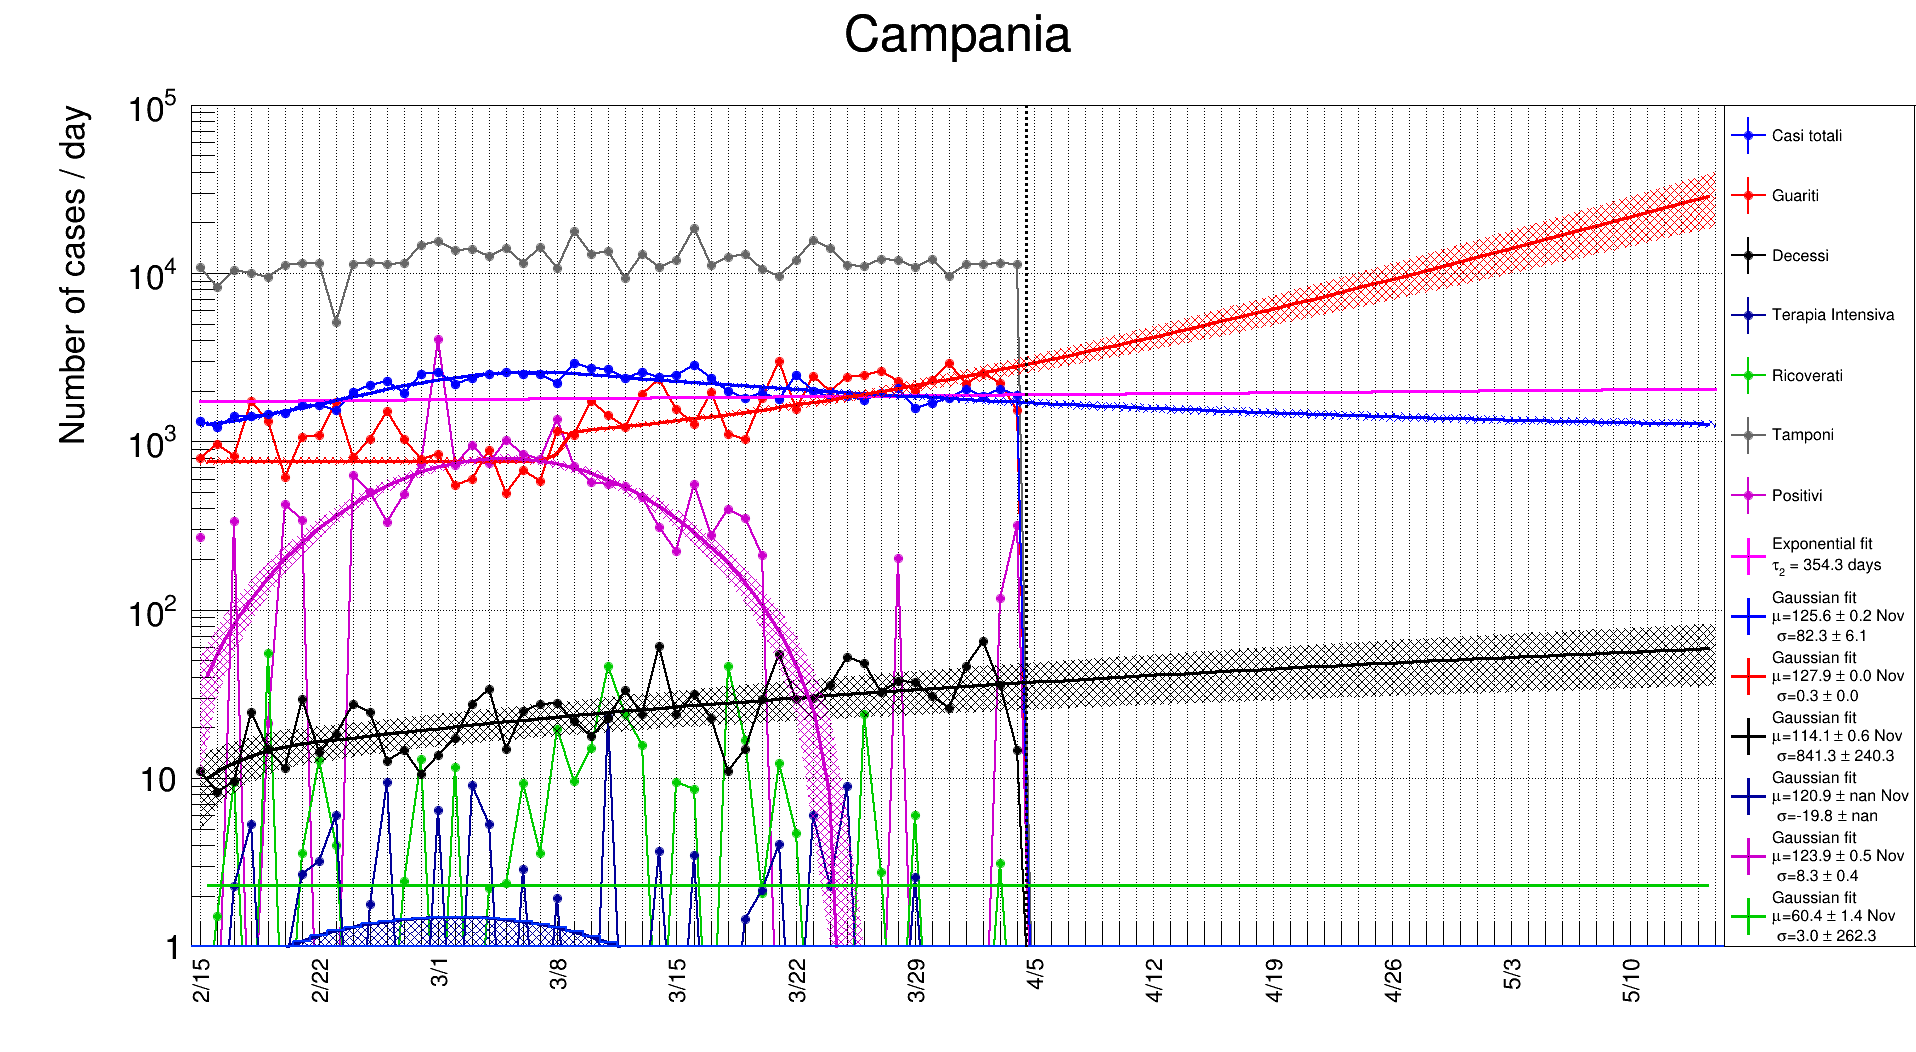 Campania
Number of cases / day
10^5
10^4
10^3
10^2
10
1
2/15 2/22 3/1 3/8 3/15 3/22 3/29 4/5 4/12 4/19 4/26 5/3 5/10
Casi totali
Guariti
Decessi
Terapia Intensiva
Ricoverati
Tamponi
Positivi
Exponential fit
τ₂ = 354.3 days
Gaussian fit
μ=125.6 ± 0.2 Nov
σ=82.3 ± 6.1
Gaussian fit
μ=127.9 ± 0.0 Nov
σ=0.3 ± 0.0
Gaussian fit
μ=114.1 ± 0.6 Nov
σ=841.3 ± 240.3
Gaussian fit
μ=120.9 ± nan Nov
σ=-19.8 ± nan
Gaussian fit
μ=123.9 ± 0.5 Nov
σ=8.3 ± 0.4
Gaussian fit
μ=60.4 ± 1.4 Nov
σ=3.0 ± 262.3